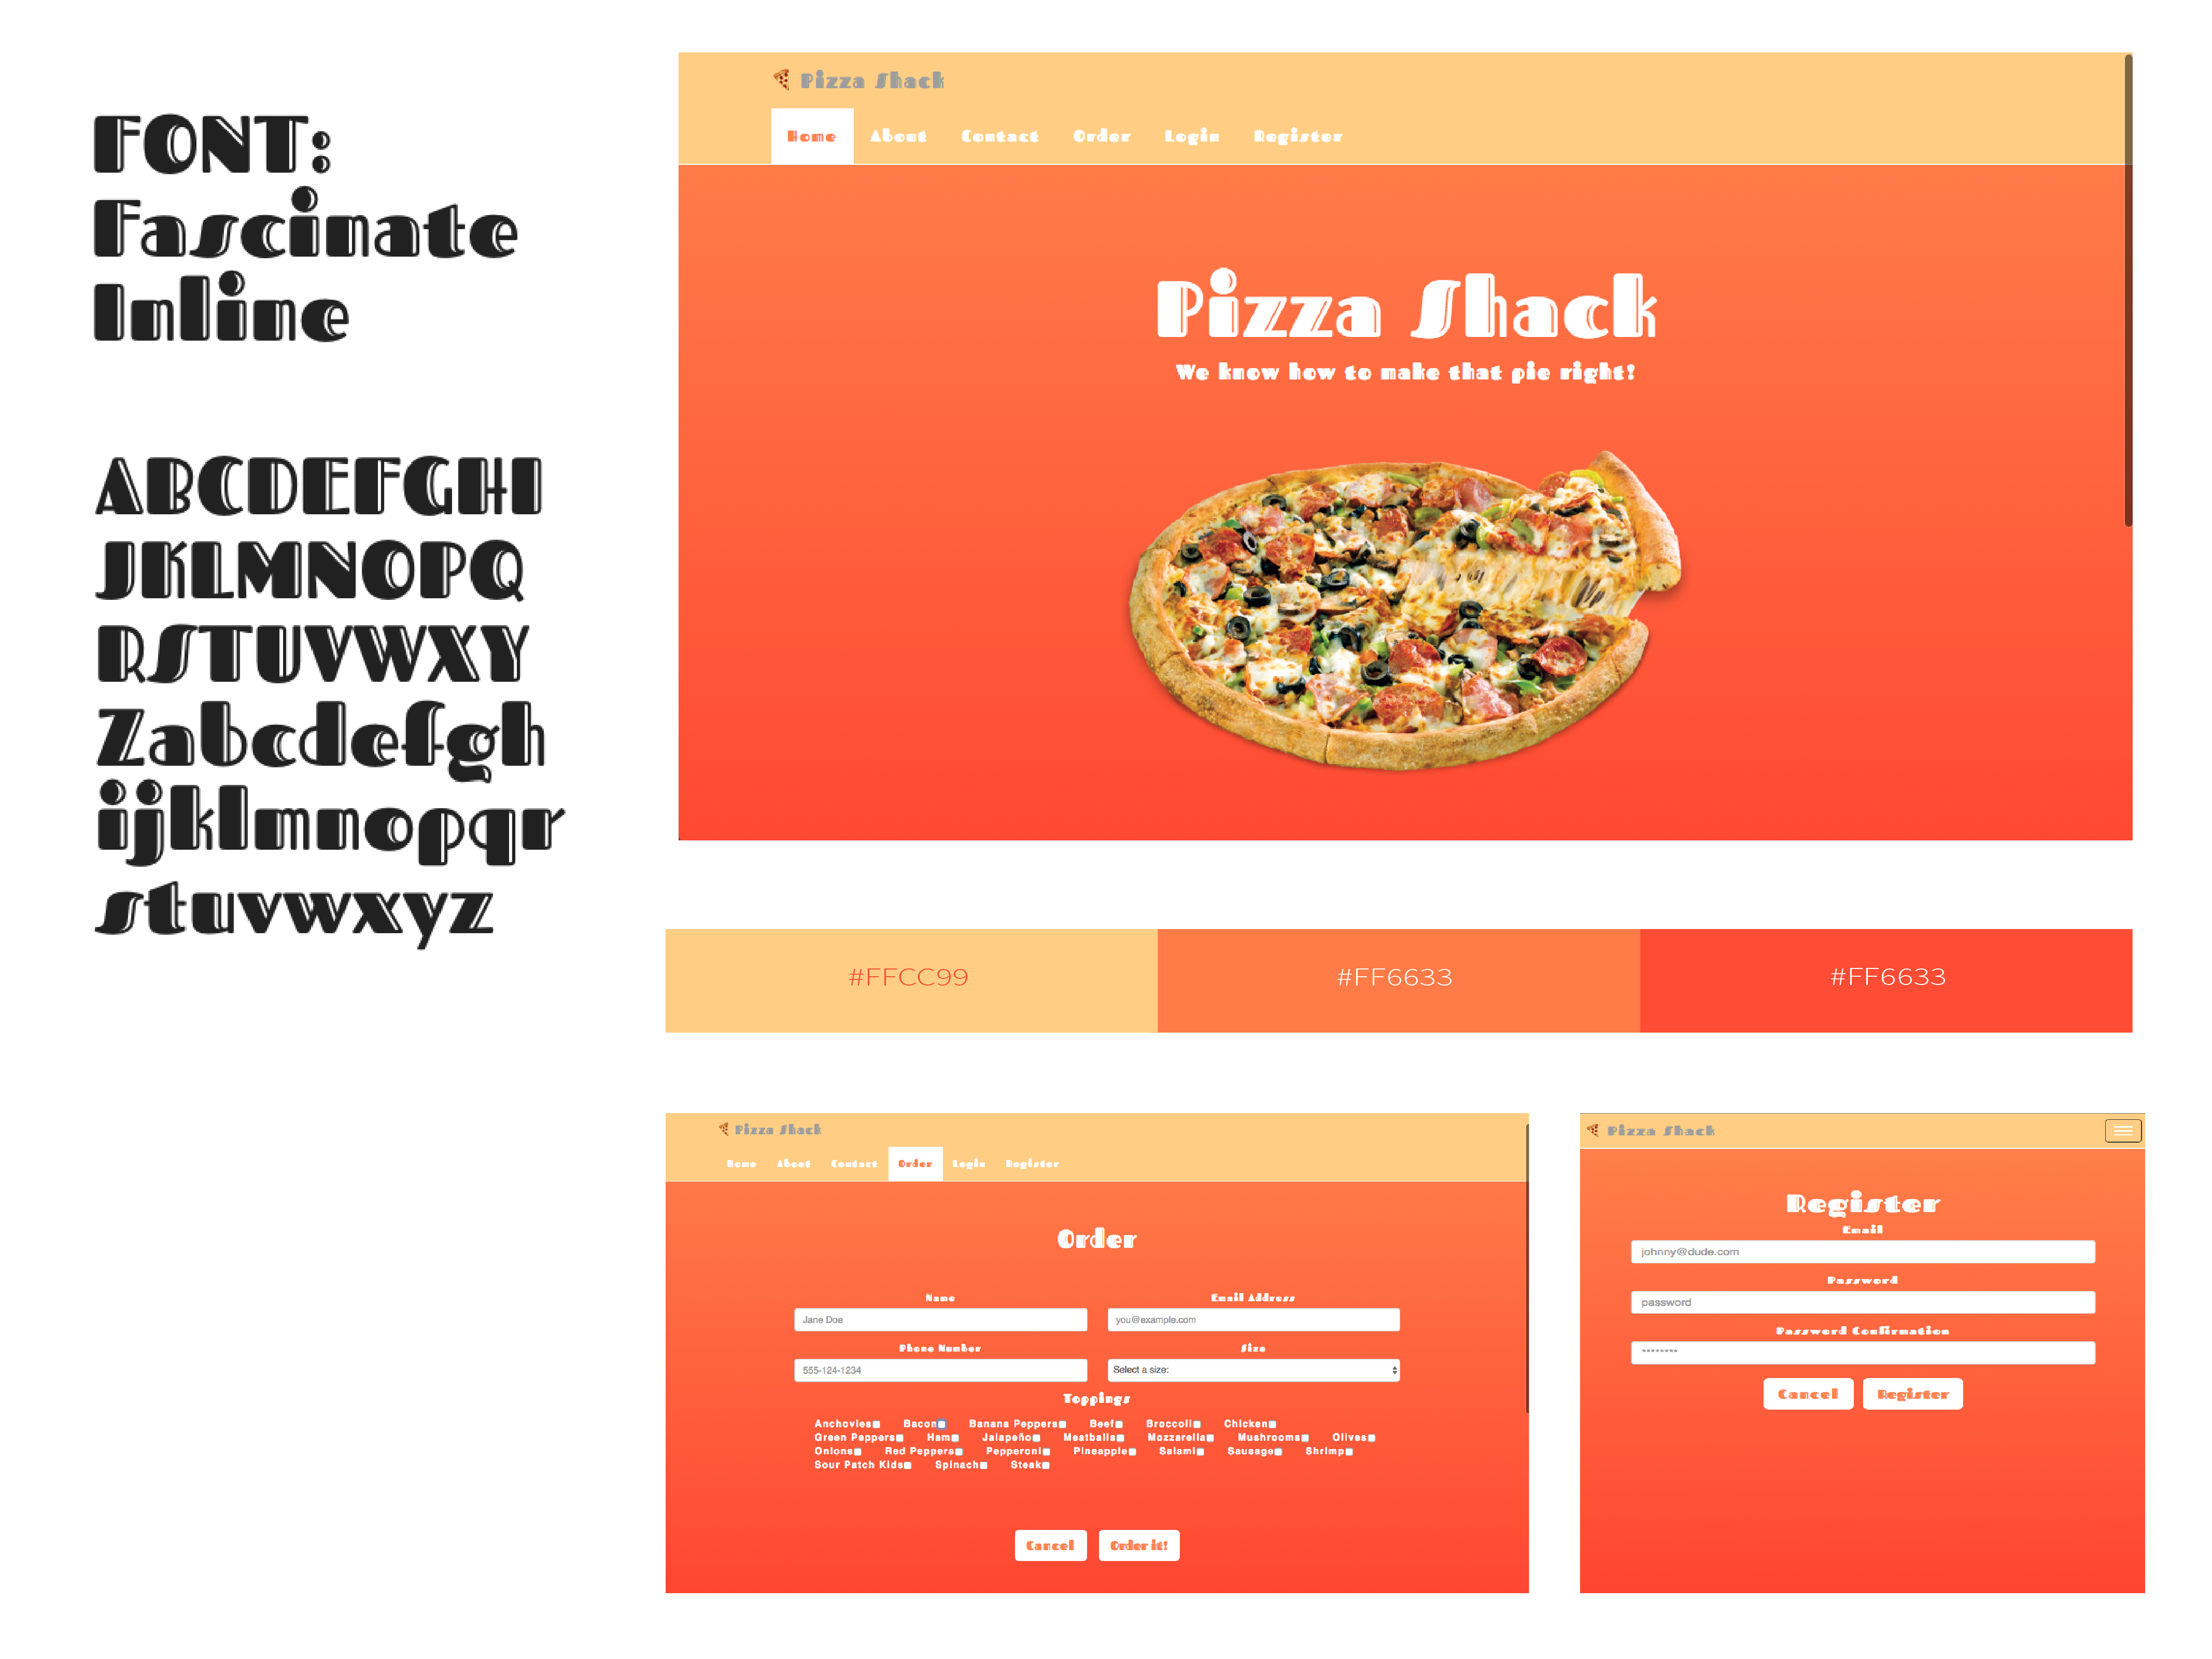 FONT:
Fascinate
Inline
ABCDEFGHI
JKLMNOPQ
RSTUVWXY
Zabcdefgh
ijklmnopqr
stuvwxyz
Pizza Shack
Home About Contact Order Login Register
Pizza Shack
We know how to make that pie right!
#FFCC99 #FF6633 #FF6633
Pizza Shack
Home About Contact Order Login Register
Order
Name Email Address
Jane Doe you@example.com
Phone Number Size
555-124-1234 Select a size:
Toppings
Anchovies Bacon Banana Peppers Beef Broccoli Chicken
Green Peppers Ham Jalapeño Meatballs Mozzarella Mushrooms Olives
Onions Red Peppers Pepperoni Pineapple Salami Sausage Shrimp
Sour Patch Kids Spinach Steak
Cancel Order it!
Pizza Shack
Register
Email
johnny@dude.com
Password
password
Password Confirmation
********
Cancel Register